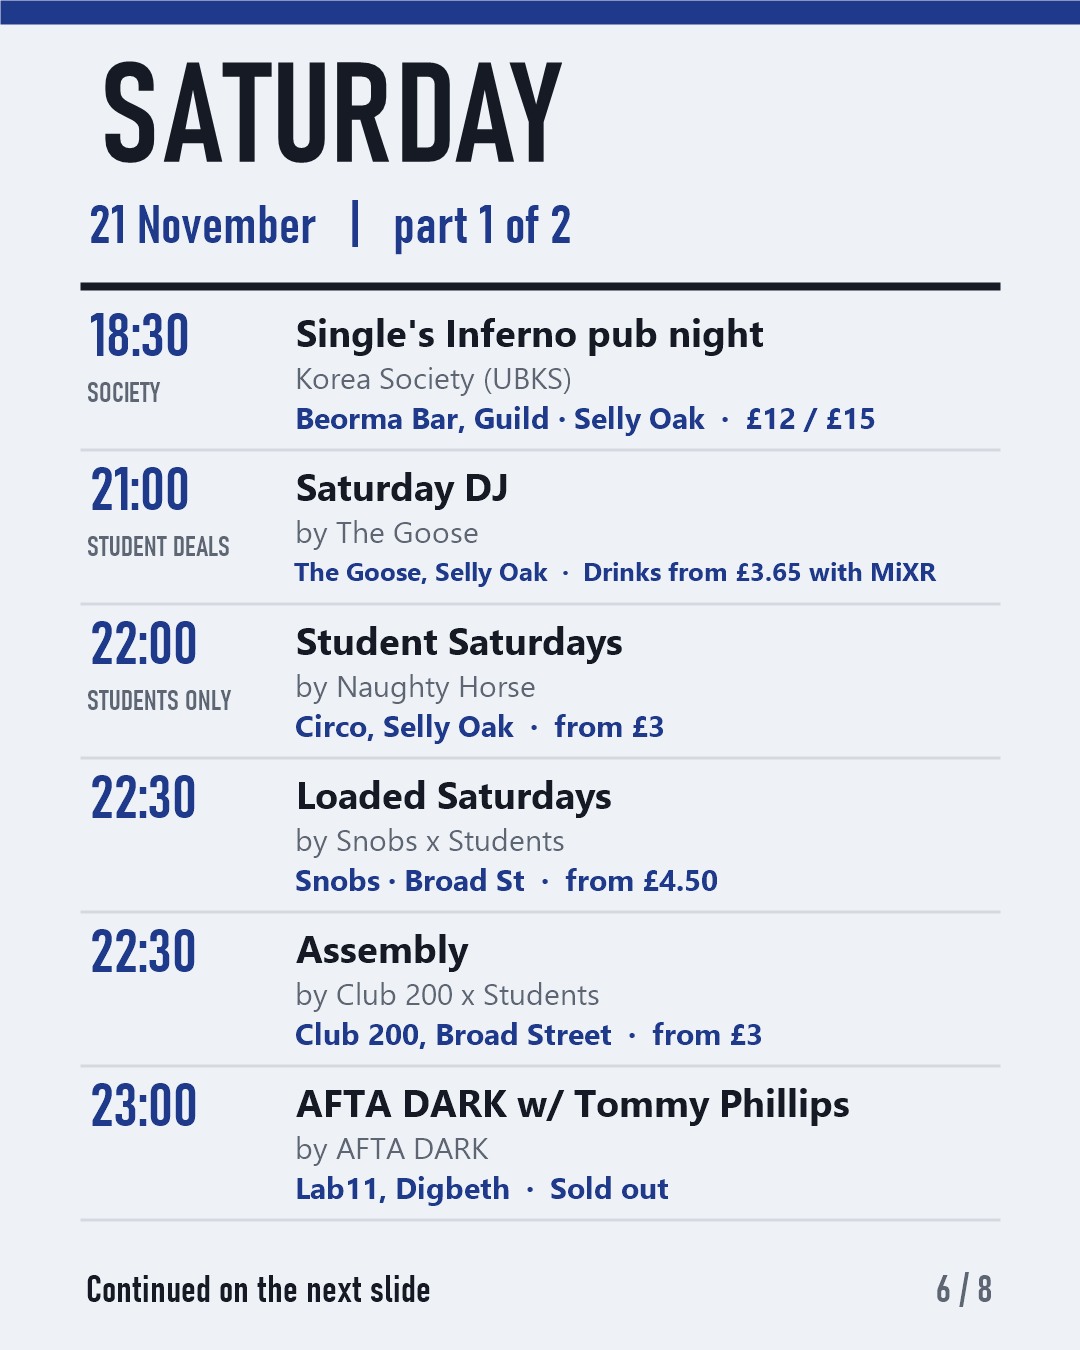 SATURDAY
21 November | part 1 of 2
18:30
SOCIETY
Single's Inferno pub night
Korea Society (UBKS)
Beorma Bar, Guild · Selly Oak · £12 / £15
21:00
STUDENT DEALS
Saturday DJ
by The Goose
The Goose, Selly Oak · Drinks from £3.65 with MiXR
22:00
STUDENTS ONLY
Student Saturdays
by Naughty Horse
Circo, Selly Oak · from £3
22:30
Loaded Saturdays
by Snobs x Students
Snobs · Broad St · from £4.50
22:30
Assembly
by Club 200 x Students
Club 200, Broad Street · from £3
23:00
AFTA DARK w/ Tommy Phillips
by AFTA DARK
Lab11, Digbeth · Sold out
Continued on the next slide
6 / 8